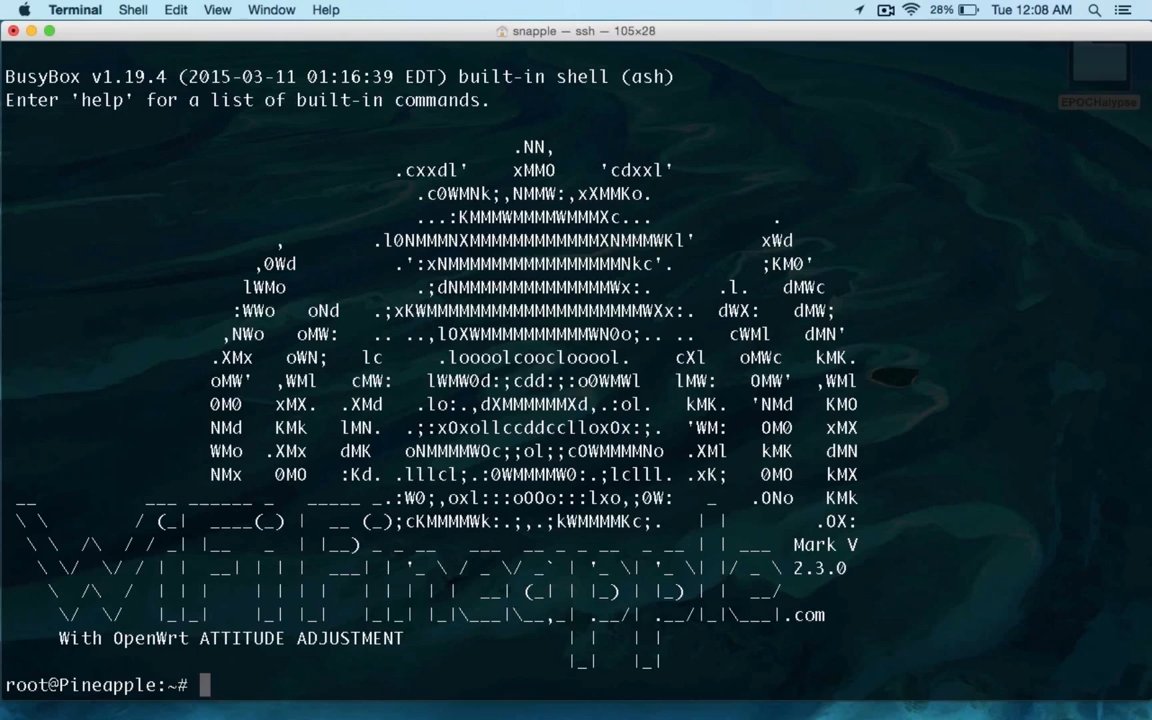 Terminal Shell Edit View Window Help 28% Tue 12:08 AM
snapple — ssh — 105×28
EPOCHalypse
BusyBox v1.19.4 (2015-03-11 01:16:39 EDT) built-in shell (ash)
Enter 'help' for a list of built-in commands.
WiFiPineapple
Mark V
2.3.0
.com
With OpenWrt ATTITUDE ADJUSTMENT
root@Pineapple:~#